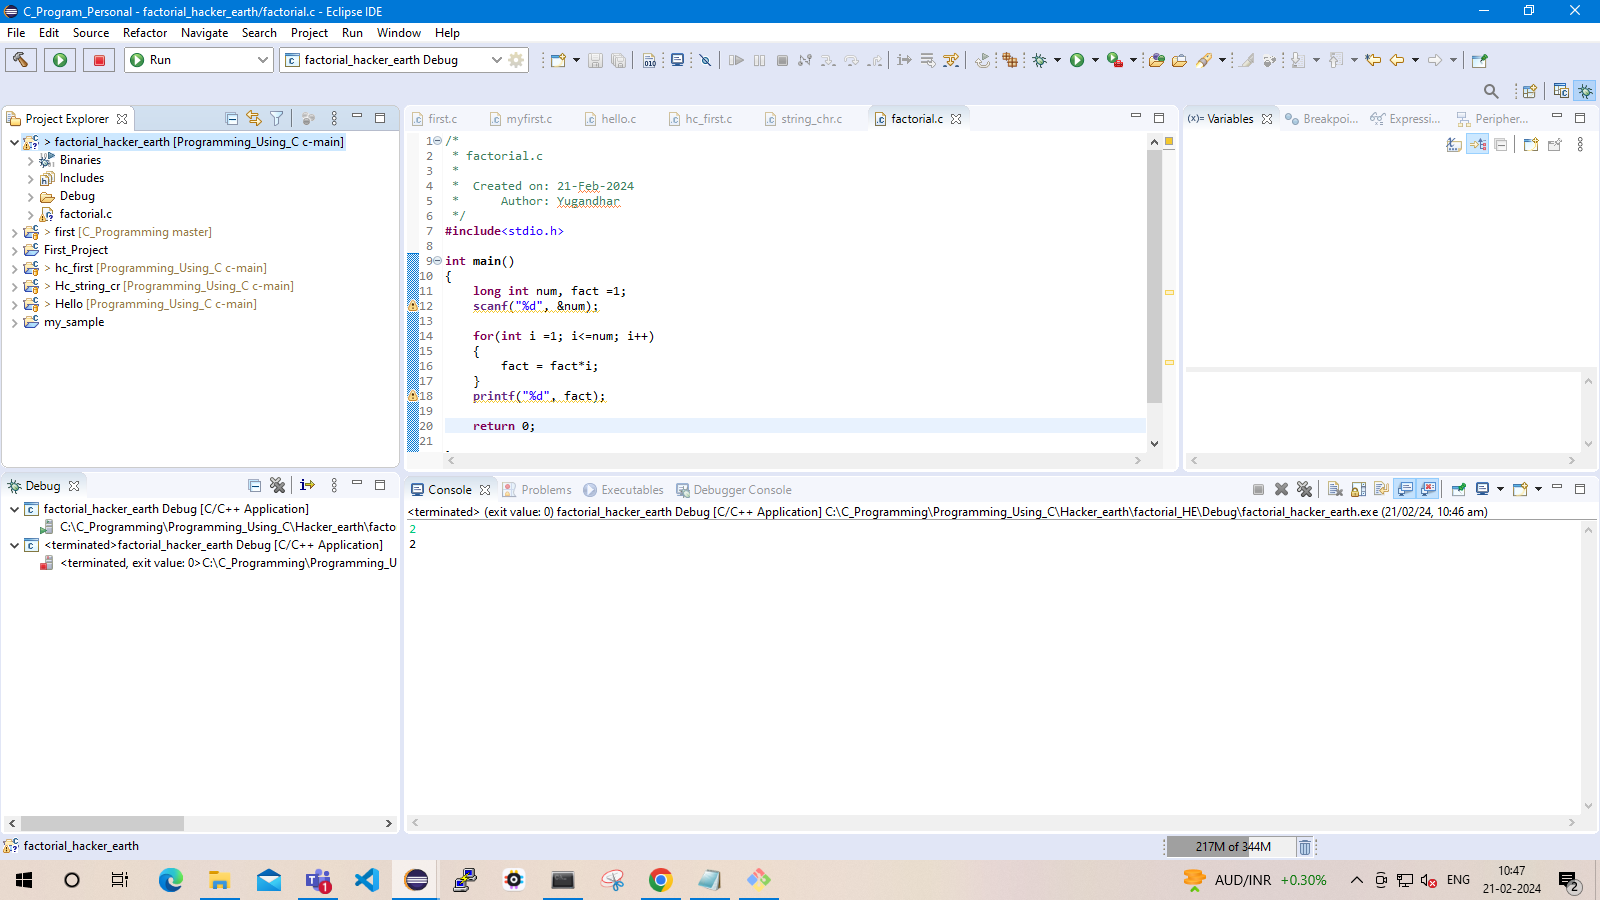 C_Program_Personal - factorial_hacker_earth/factorial.c - Eclipse IDE
File Edit Source Refactor Navigate Search Project Run Window Help
Run factorial_hacker_earth Debug
Project Explorer
> factorial_hacker_earth [Programming_Using_C c-main]
Binaries
Includes
Debug
factorial.c
> first [C_Programming master]
First_Project
> hc_first [Programming_Using_C c-main]
> Hc_string_cr [Programming_Using_C c-main]
> Hello [Programming_Using_C c-main]
my_sample
first.c myfirst.c hello.c hc_first.c string_chr.c factorial.c
1 /*
2 * factorial.c
3 *
4 * Created on: 21-Feb-2024
5 * Author: Yugandhar
6 */
7 #include<stdio.h>
8
9 int main()
10 {
11 long int num, fact =1;
12 scanf("%d", &num);
13
14 for(int i =1; i<=num; i++)
15 {
16 fact = fact*i;
17 }
18 printf("%d", fact);
19
20 return 0;
21
(x)= Variables Breakpoi... Expressi... Peripher...
Debug
factorial_hacker_earth Debug [C/C++ Application]
C:\C_Programming\Programming_Using_C\Hacker_earth\facto
<terminated>factorial_hacker_earth Debug [C/C++ Application]
<terminated, exit value: 0>C:\C_Programming\Programming_U
Console Problems Executables Debugger Console
<terminated> (exit value: 0) factorial_hacker_earth Debug [C/C++ Application] C:\C_Programming\Programming_Using_C\Hacker_earth\factorial_HE\Debug\factorial_hacker_earth.exe (21/02/24, 10:46 am)
2
2
factorial_hacker_earth
217M of 344M
AUD/INR +0.30%
ENG
10:47
21-02-2024
2
1